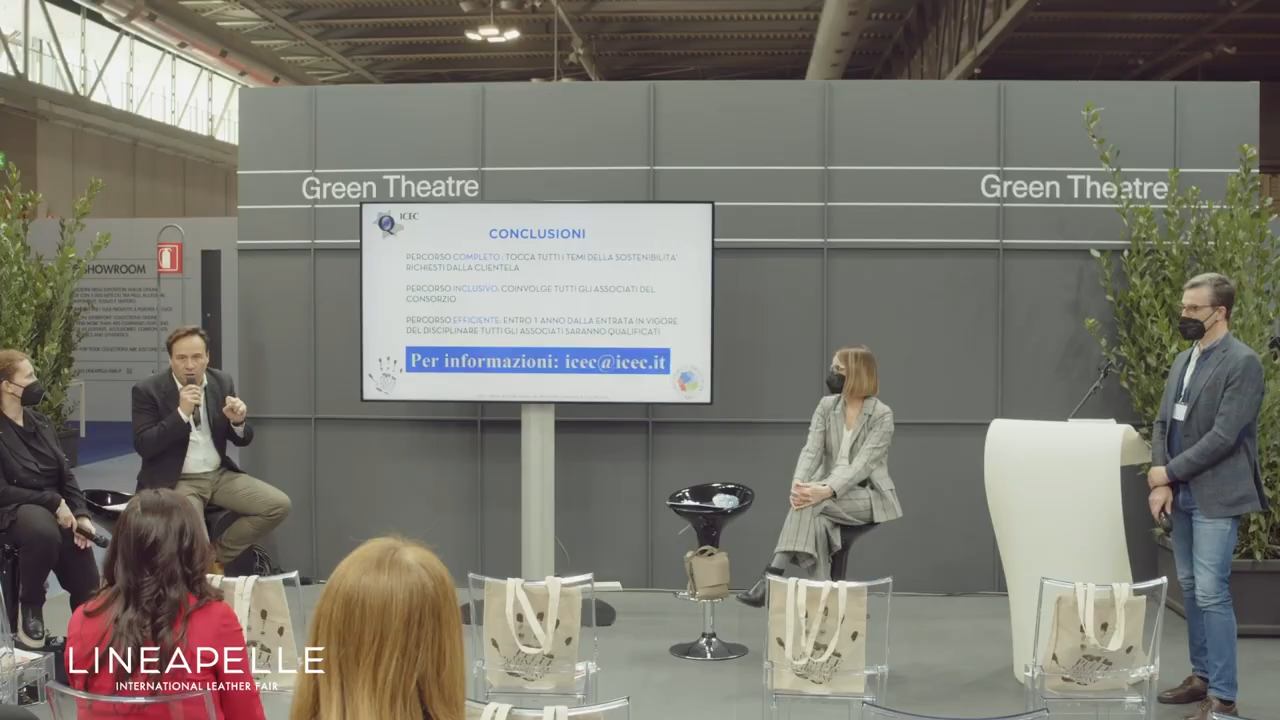 Green Theatre
Green Theatre
ICEC
CONCLUSIONI
PERCORSO COMPLETO: TOCCA TUTTI I TEMI DELLA SOSTENIBILITA'
RICHIESTI DALLA CLIENTELA
PERCORSO INCLUSIVO: COINVOLGE TUTTI GLI ASSOCIATI DEL
CONSORZIO
PERCORSO EFFICIENTE: ENTRO 1 ANNO DALLA ENTRATA IN VIGORE
DEL DISCIPLINARE TUTTI GLI ASSOCIATI SARANNO QUALIFICATI
Per informazioni: icec@icec.it
SHOWROOM
LINEAPELLE
INTERNATIONAL LEATHER FAIR